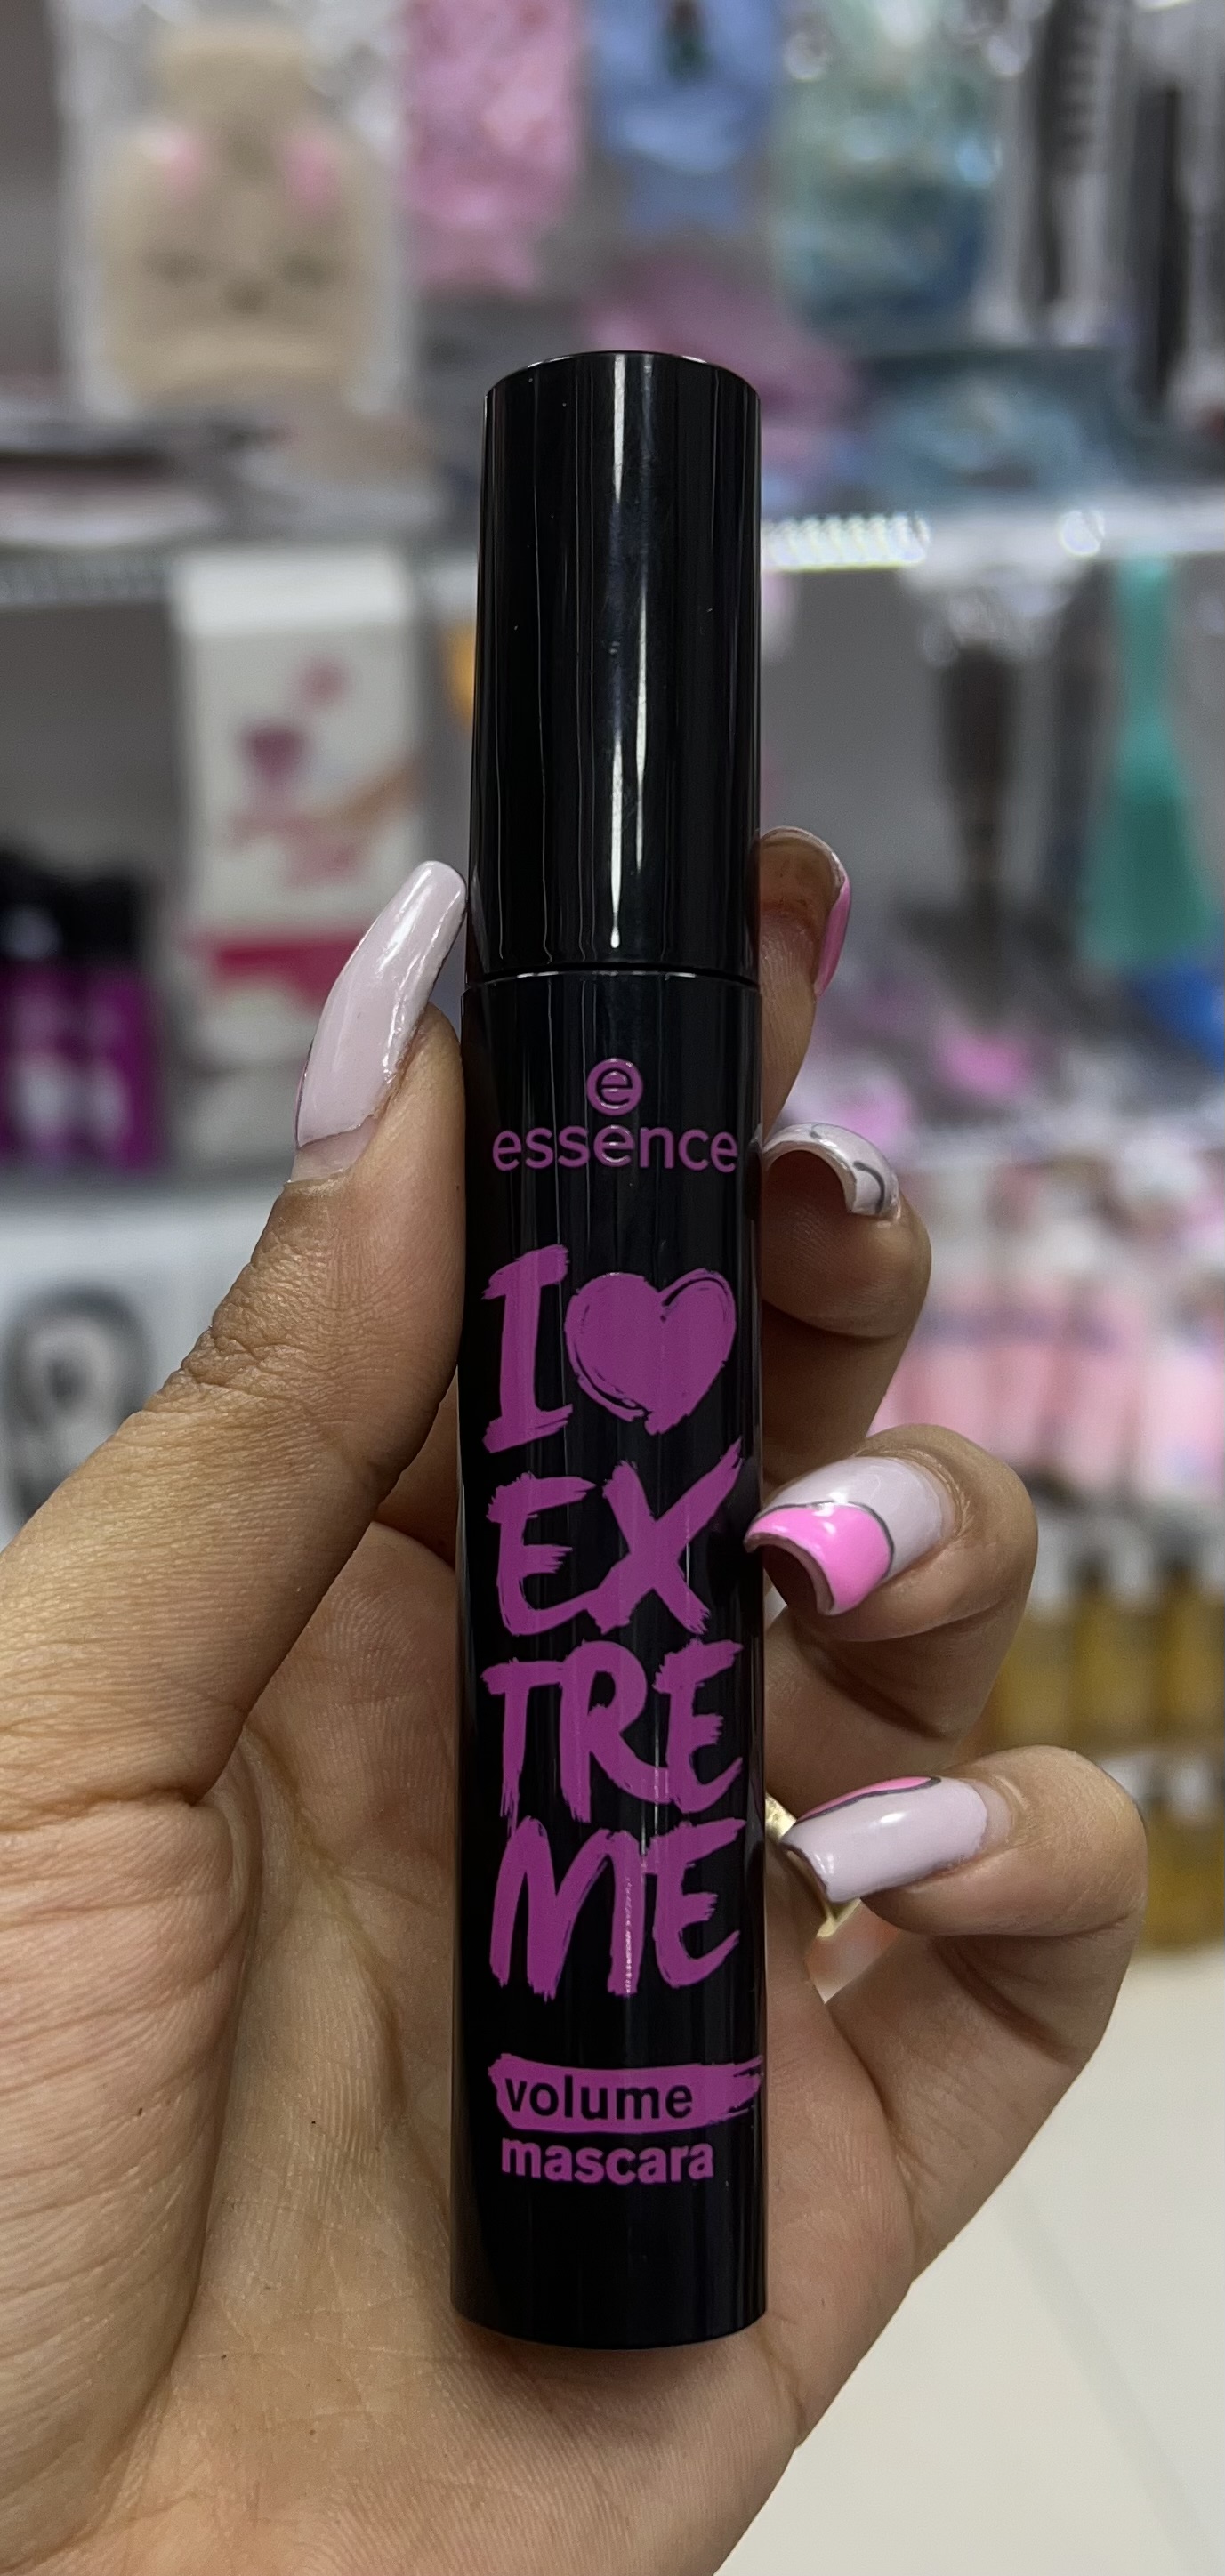 e
essence
I ♥
EX
TRE
ME
volume
mascara